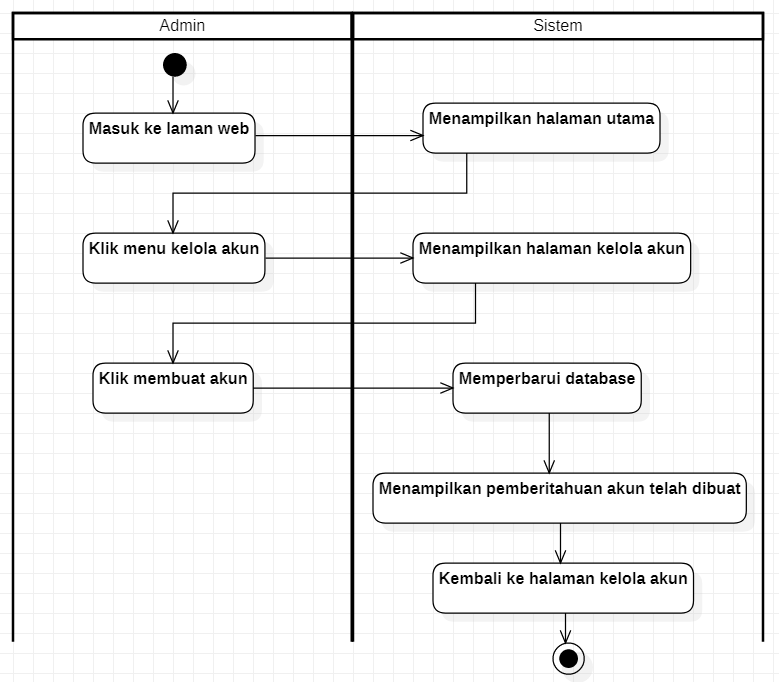 Admin
Sistem
Masuk ke laman web
Menampilkan halaman utama
Klik menu kelola akun
Menampilkan halaman kelola akun
Klik membuat akun
Memperbarui database
Menampilkan pemberitahuan akun telah dibuat
Kembali ke halaman kelola akun